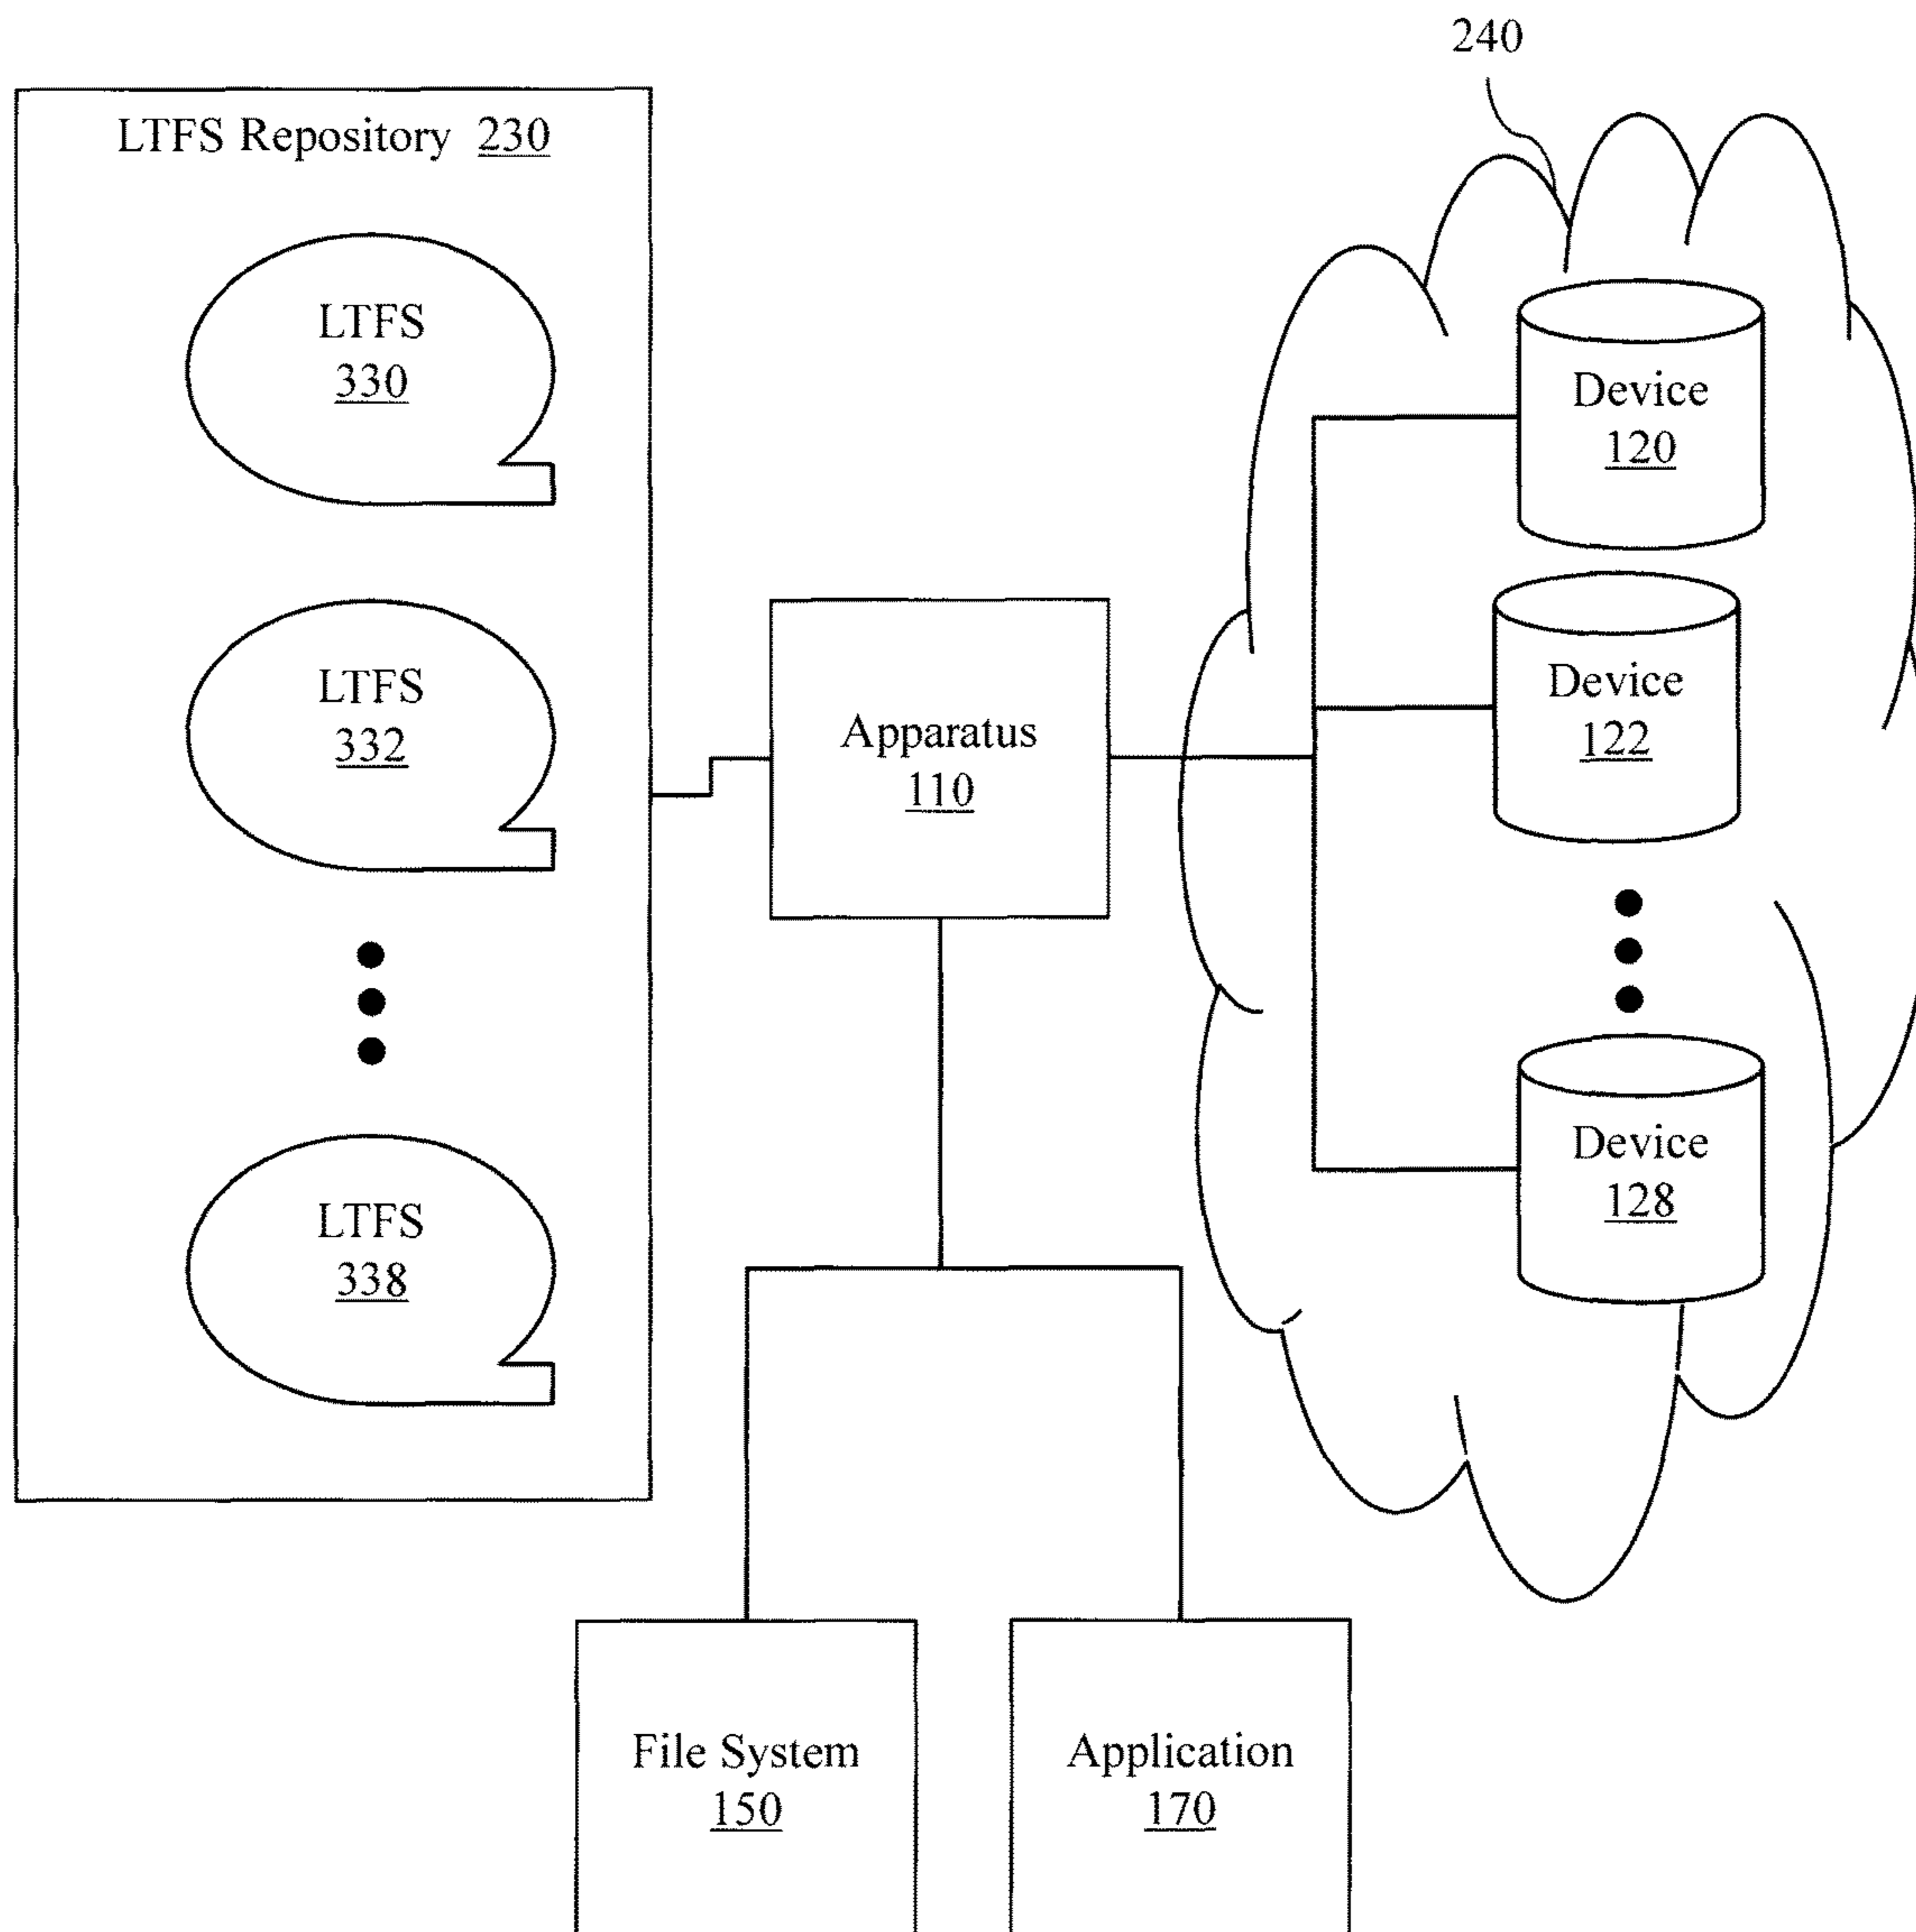 240
LTFS Repository 230
LTFS
330
LTFS
332
LTFS
338
Apparatus
110
Device
120
Device
122
Device
128
File System
150
Application
170